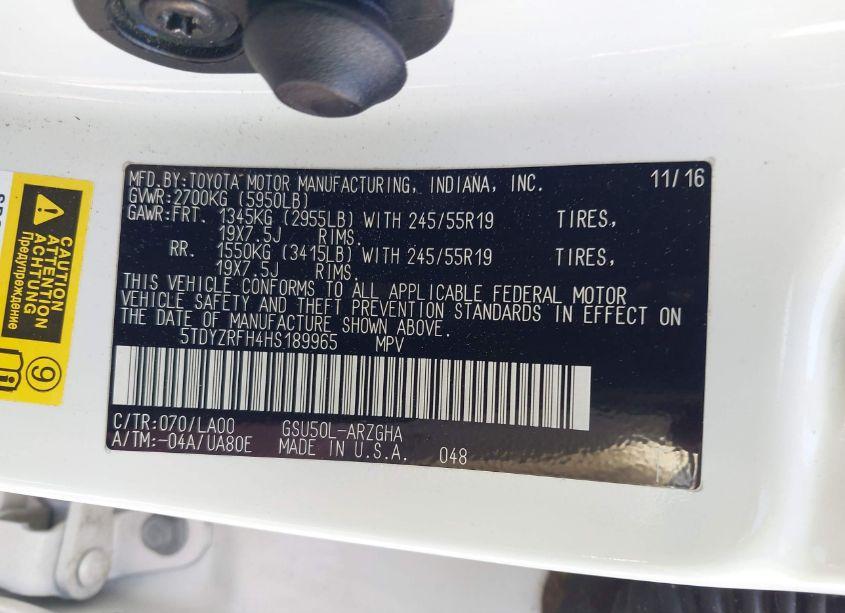 MFD.BY:TOYOTA MOTOR MANUFACTURING, INDIANA, INC. 11/16
GVWR:2700KG (5950LB)
GAWR:FRT. 1345KG (2955LB) WITH 245/55R19 TIRES,
19X7.5J RIMS.
RR. 1550KG (3415LB) WITH 245/55R19 TIRES,
19X7.5J RIMS.
THIS VEHICLE CONFORMS TO ALL APPLICABLE FEDERAL MOTOR
VEHICLE SAFETY AND THEFT PREVENTION STANDARDS IN EFFECT ON
THE DATE OF MANUFACTURE SHOWN ABOVE.
5TDYZRFH4HS189965 MPV
C/TR:070/LA00 GSU50L-ARZGHA
A/TM:-04A/UA80E MADE IN U.S.A. 048
CAUTION
ATTENTION
ACHTUNG
Предупреждение
9